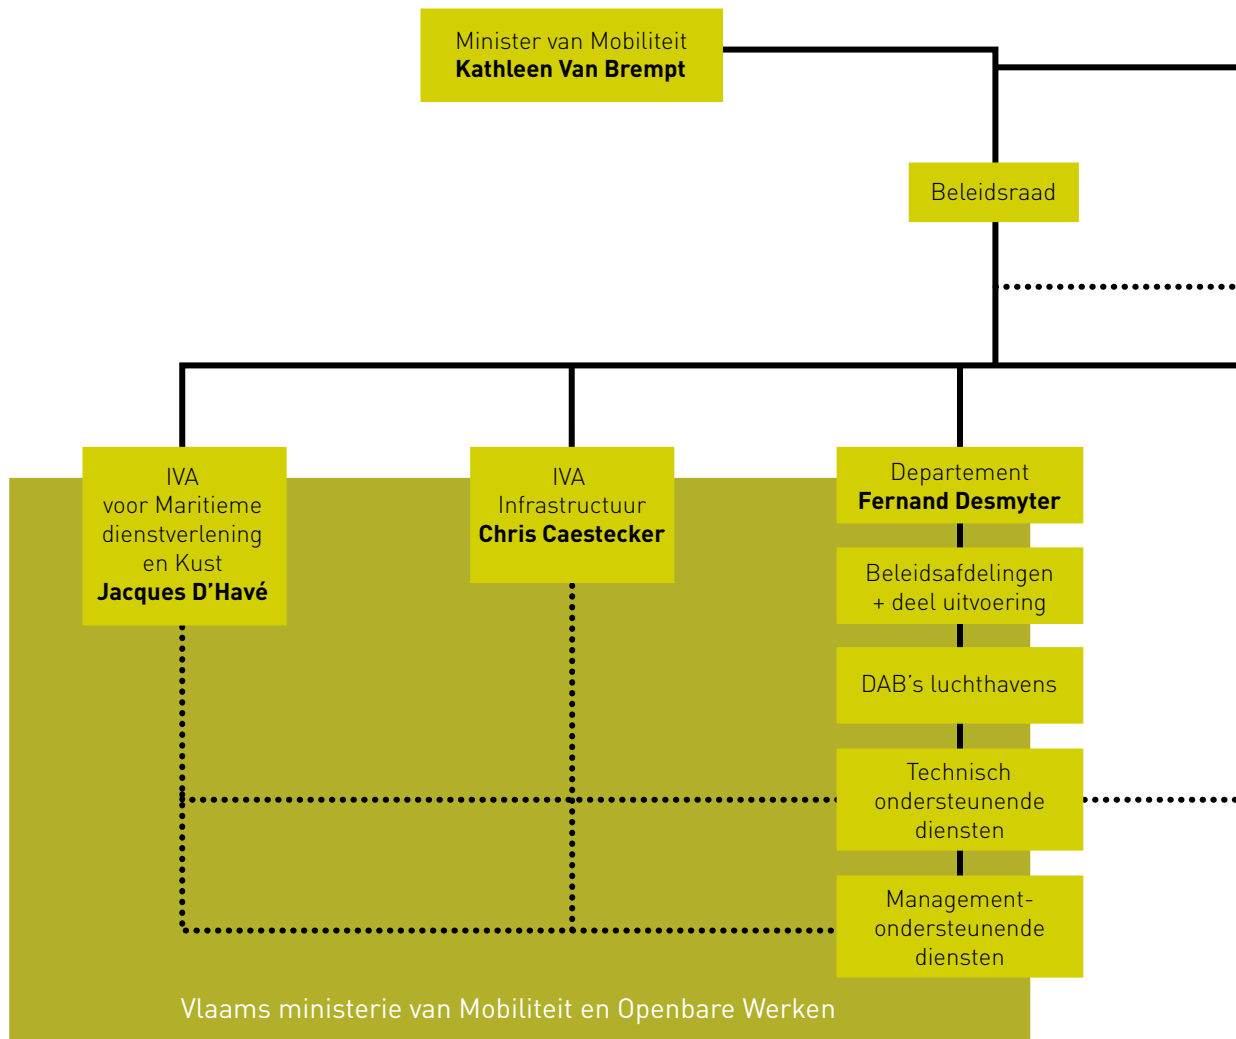 Minister van Mobiliteit
Kathleen Van Brempt
Beleidsraad
IVA
voor Maritieme
dienstverlening
en Kust
Jacques D'Havé
IVA
Infrastructuur
Chris Caestecker
Departement
Fernand Desmyter
Beleidsafdelingen
+ deel uitvoering
DAB's luchthavens
Technisch
ondersteunende
diensten
Management-
ondersteunende
diensten
Vlaams ministerie van Mobiliteit en Openbare Werken